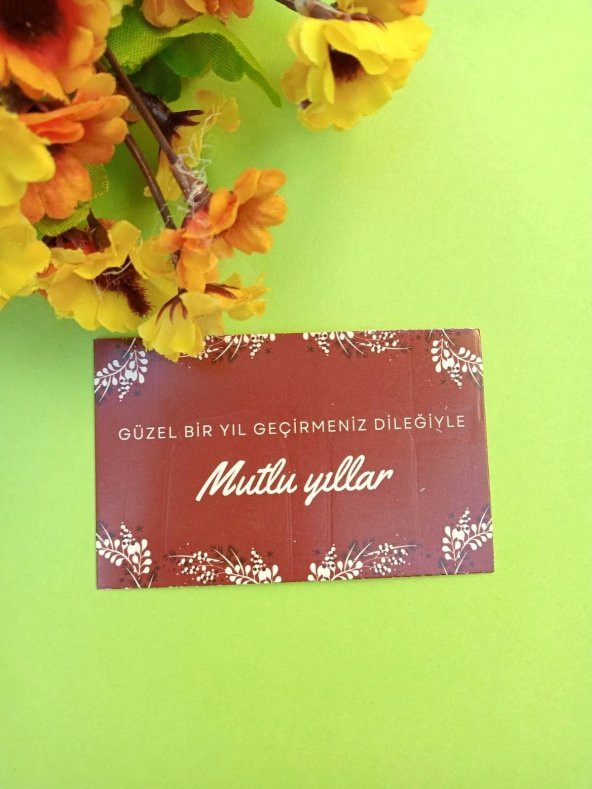 GÜZEL BİR YIL GEÇİRMENİZ DİLEĞİYLE
Mutlu yıllar